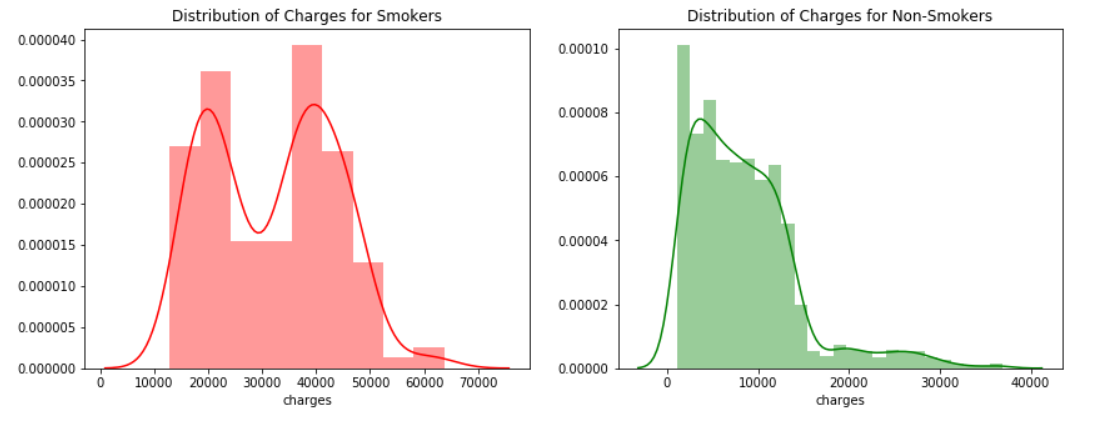 Distribution of Charges for Smokers
0.000040
0.000035
0.000030
0.000025
0.000020
0.000015
0.000010
0.000005
0.000000
0 10000 20000 30000 40000 50000 60000 70000
charges
Distribution of Charges for Non-Smokers
0.00010
0.00008
0.00006
0.00004
0.00002
0.00000
0 10000 20000 30000 40000
charges